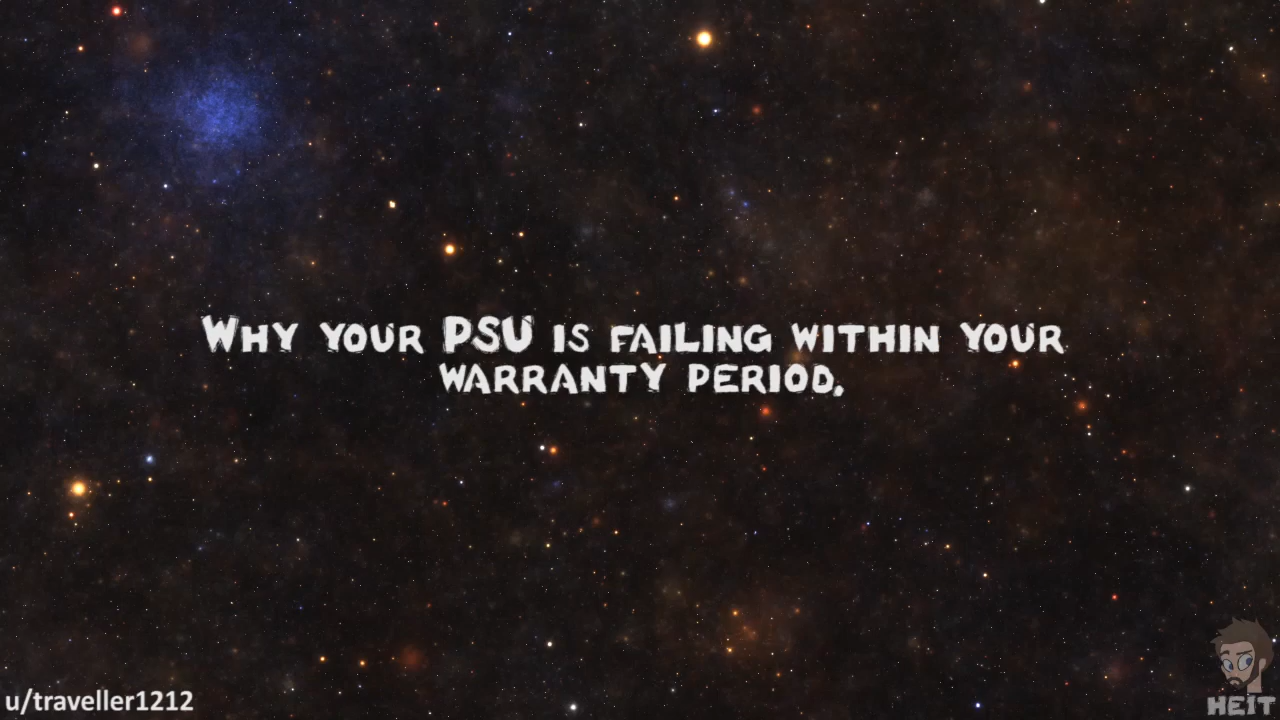 Why your PSU is failing within your
warranty period.
u/traveller1212
HEIT